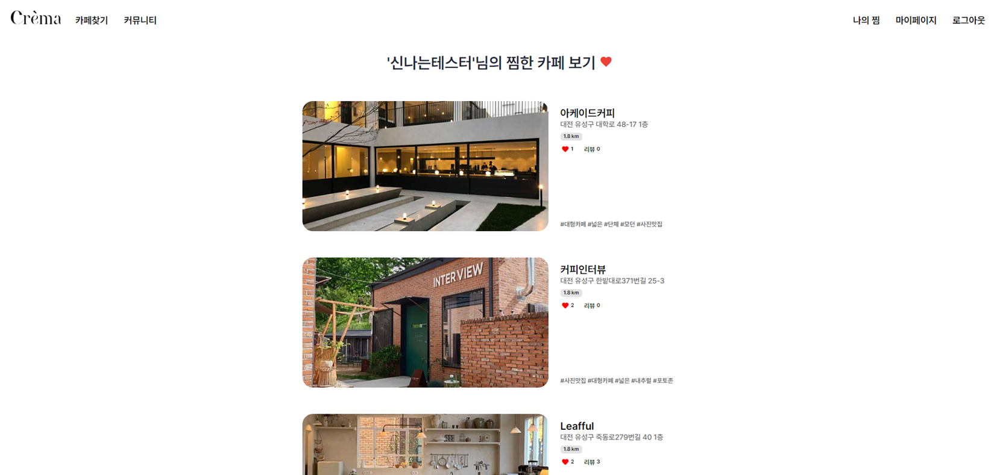 Crèma 카페찾기 커뮤니티 나의 찜 마이페이지 로그아웃
'신나는테스터'님의 찜한 카페 보기
아케이드커피
대전 유성구 대학로 48-17 1층
1.8 km
1 리뷰 0
#대형카페 #넓은 #단체 #모던 #사진맛집
INTERVIEW
커피인터뷰
대전 유성구 한밭대로371번길 25-3
1.8 km
2 리뷰 0
#사진맛집 #대형카페 #넓은 #내추럴 #포토존
Leafful
대전 유성구 죽동로279번길 40 1층
1.8 km
2 리뷰 3